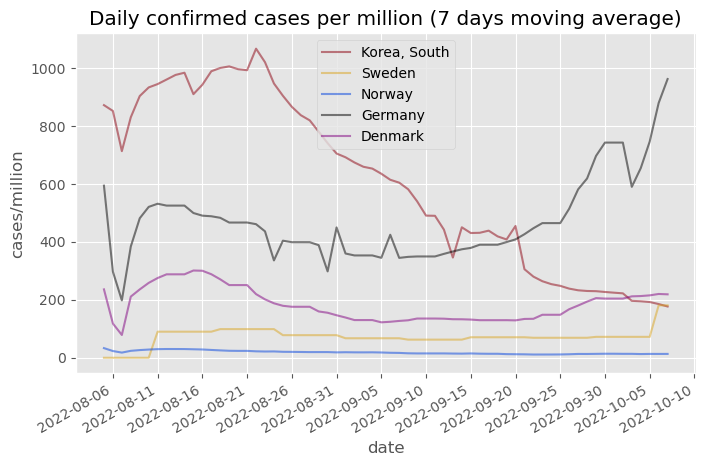 Daily confirmed cases per million (7 days moving average)
Korea, South
Sweden
Norway
Germany
Denmark
cases/million
1000
800
600
400
200
0
2022-08-06
2022-08-11
2022-08-16
2022-08-21
2022-08-26
2022-08-31
2022-09-05
2022-09-10
2022-09-15
2022-09-20
2022-09-25
2022-09-30
2022-10-05
2022-10-10
date